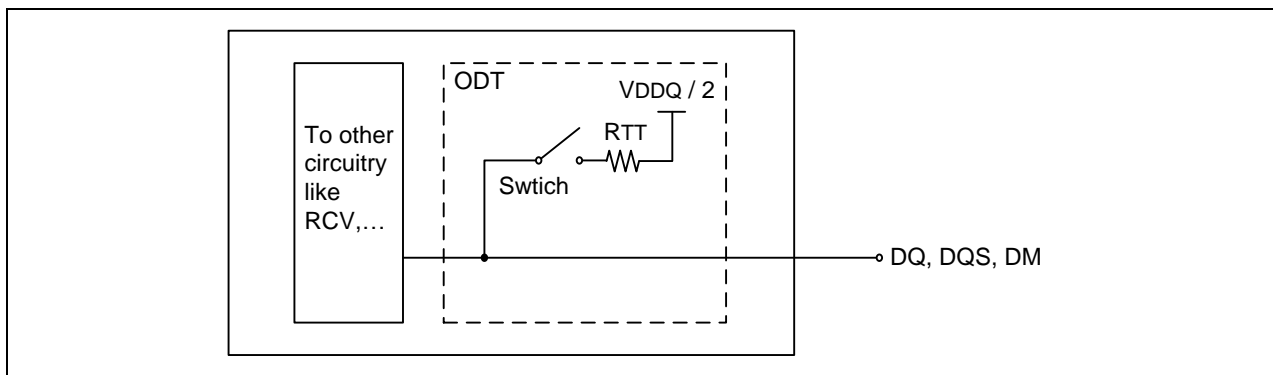 ODT
VDDQ / 2
RTT
Swtich
To other
circuitry
like
RCV,…
DQ, DQS, DM